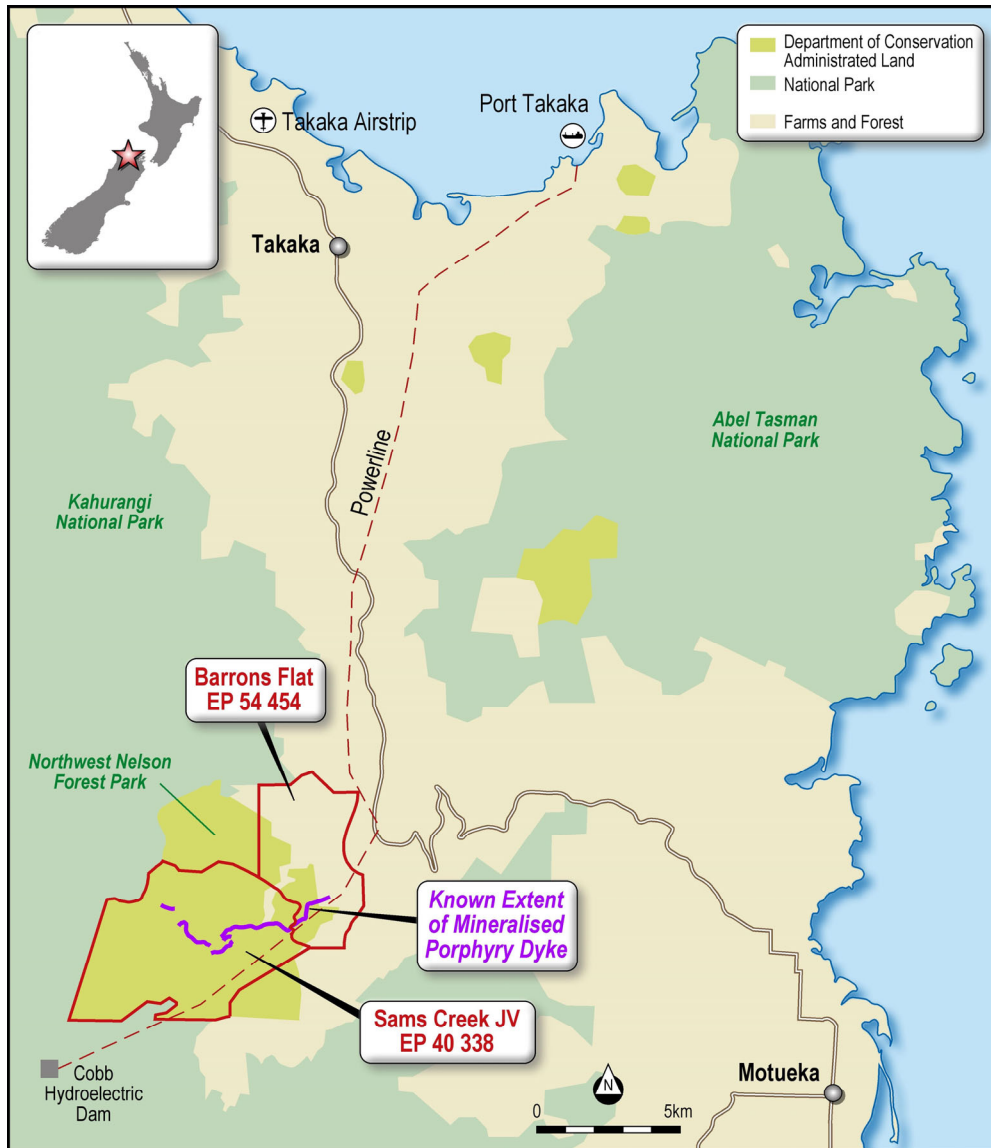 Department of Conservation
Administrated Land
National Park
Farms and Forest
Takaka Airstrip
Port Takaka
Takaka
Powerline
Abel Tasman
National Park
Kahurangi
National Park
Barrons Flat
EP 54 454
Northwest Nelson
Forest Park
Known Extent
of Mineralised
Porphyry Dyke
Sams Creek JV
EP 40 338
Cobb
Hydroelectric
Dam
N
0
5km
Motueka